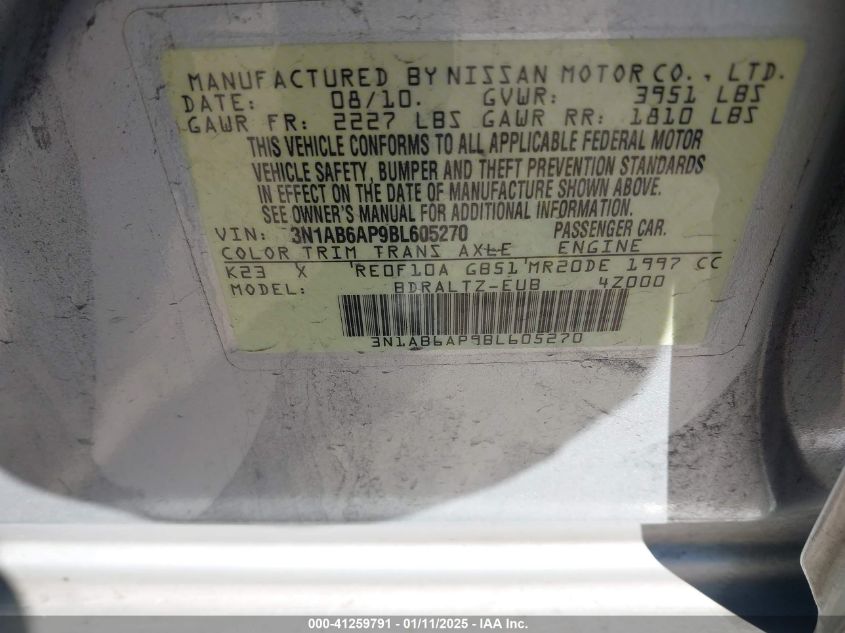 MANUFACTURED BY NISSAN MOTOR CO., LTD.
DATE: 08/10. GVWR: 3951 LBS
GAWR FR: 2227 LBS GAWR RR: 1810 LBS
THIS VEHICLE CONFORMS TO ALL APPLICABLE FEDERAL MOTOR
VEHICLE SAFETY, BUMPER AND THEFT PREVENTION STANDARDS
IN EFFECT ON THE DATE OF MANUFACTURE SHOWN ABOVE.
SEE OWNER'S MANUAL FOR ADDITIONAL INFORMATION.
VIN: 3N1AB6AP9BL605270 PASSENGER CAR.
COLOR TRIM TRANS AXLE ENGINE
K23 X RE0F10A GB51 MR20DE 1997 CC
MODEL: BDRALTZ-EUB 4Z000
3N1AB6AP9BL605270
000-41259791 - 01/11/2025 - IAA Inc.